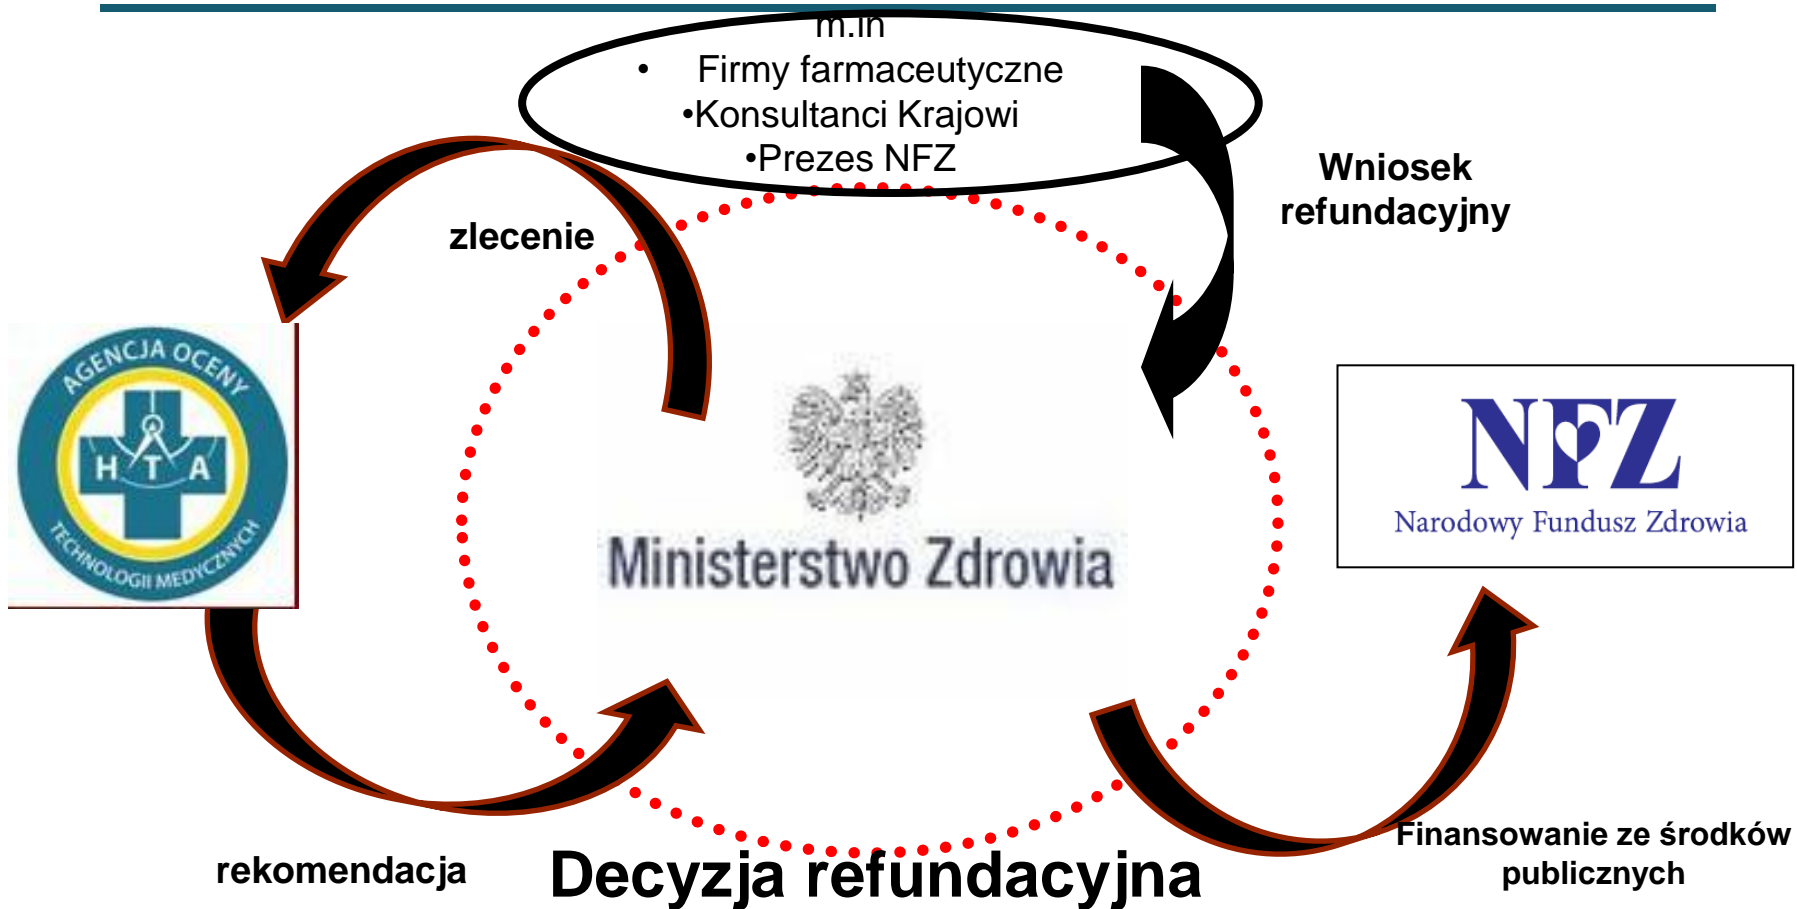 m.in
• Firmy farmaceutyczne
•Konsultanci Krajowi
•Prezes NFZ
Wniosek
refundacyjny
zlecenie
AGENCJA OCENY
H T A
TECHNOLOGII MEDYCZNYCH
Ministerstwo Zdrowia
NFZ
Narodowy Fundusz Zdrowia
rekomendacja
Decyzja refundacyjna
Finansowanie ze środków
publicznych